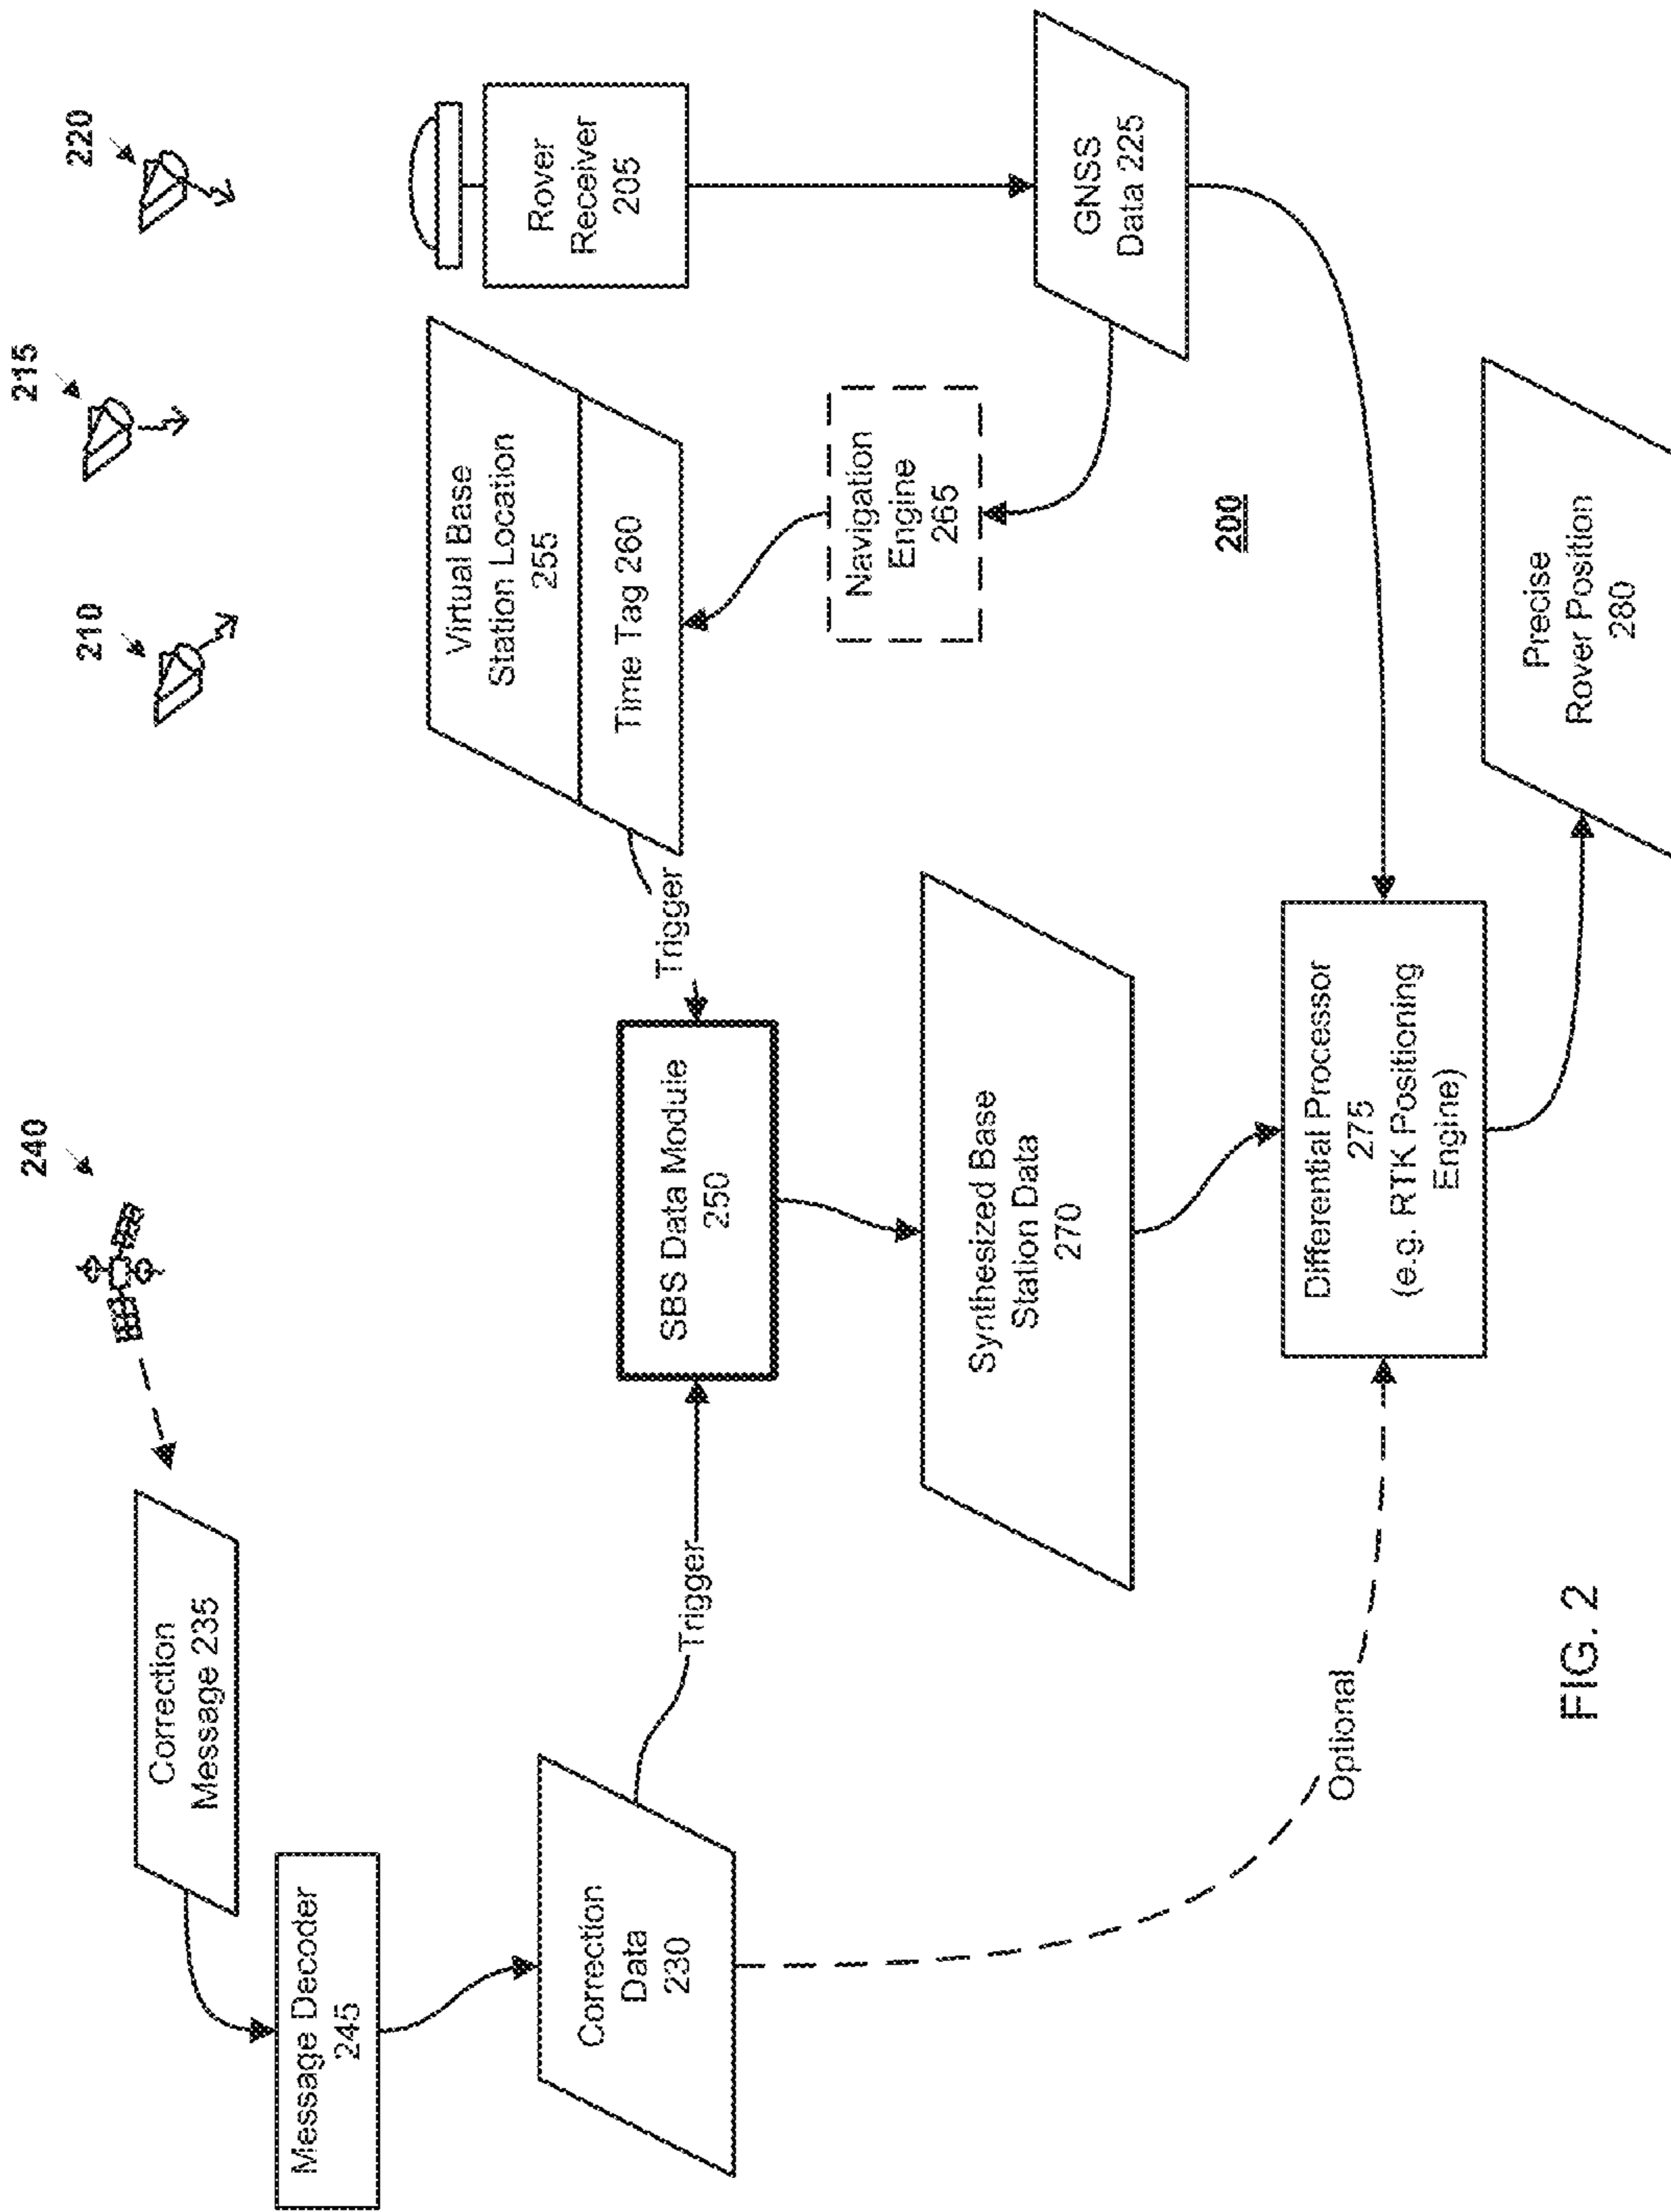 240
210
215
220
Correction
Message 235
Message Decoder
245
Correction
Data
230
Trigger
Optional
SBS Data Module
250
Trigger
Virtual Base
Station Location
255
Time Tag 260
Rover
Receiver
205
Navigation
Engine
265
GNSS
Data 225
Synthesized Base
Station Data
270
200
Differential Processor
275
(e.g. RTK Positioning
Engine)
Precise
Rover Position
280
FIG. 2